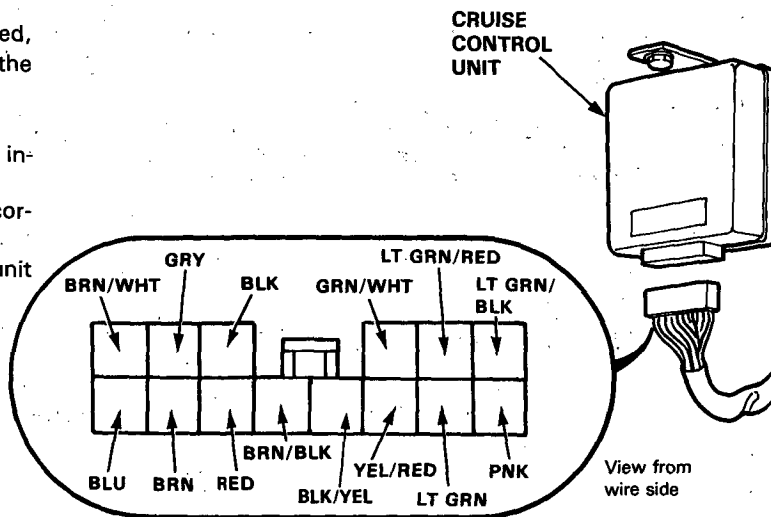 ed,
the
in-
cor-
unit
CRUISE
CONTROL
UNIT
BRN/WHT
GRY
BLK
GRN/WHT
LT GRN/RED
LT GRN/
BLK
BLU
BRN
RED
BRN/BLK
BLK/YEL
YEL/RED
LT GRN
PNK
View from
wire side